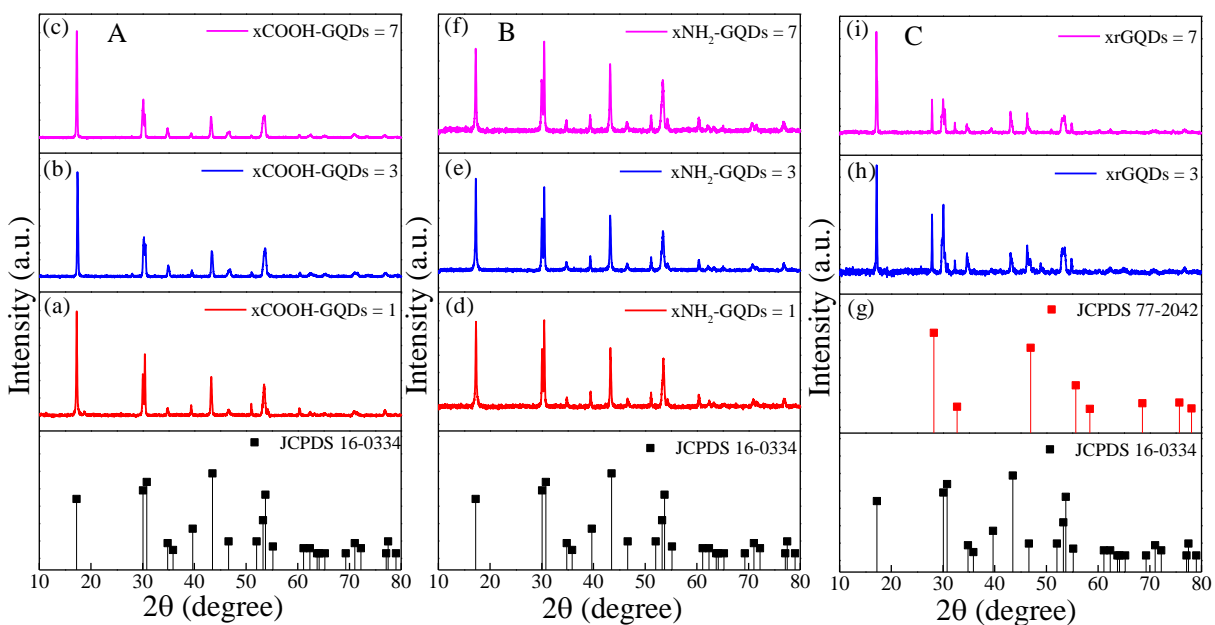 (c) A xCOOH-GQDs = 7
(b) xCOOH-GQDs = 3
(a) xCOOH-GQDs = 1
JCPDS 16-0334
Intensity (a.u.)
10 20 30 40 50 60 70 80
2θ (degree)
(f) B xNH₂-GQDs = 7
(e) xNH₂-GQDs = 3
(d) xNH₂-GQDs = 1
JCPDS 16-0334
Intensity (a.u.)
10 20 30 40 50 60 70 80
2θ (degree)
(i) C xrGQDs = 7
(h) xrGQDs = 3
(g) JCPDS 77-2042
JCPDS 16-0334
Intensity (a.u.)
10 20 30 40 50 60 70 80
2θ (degree)